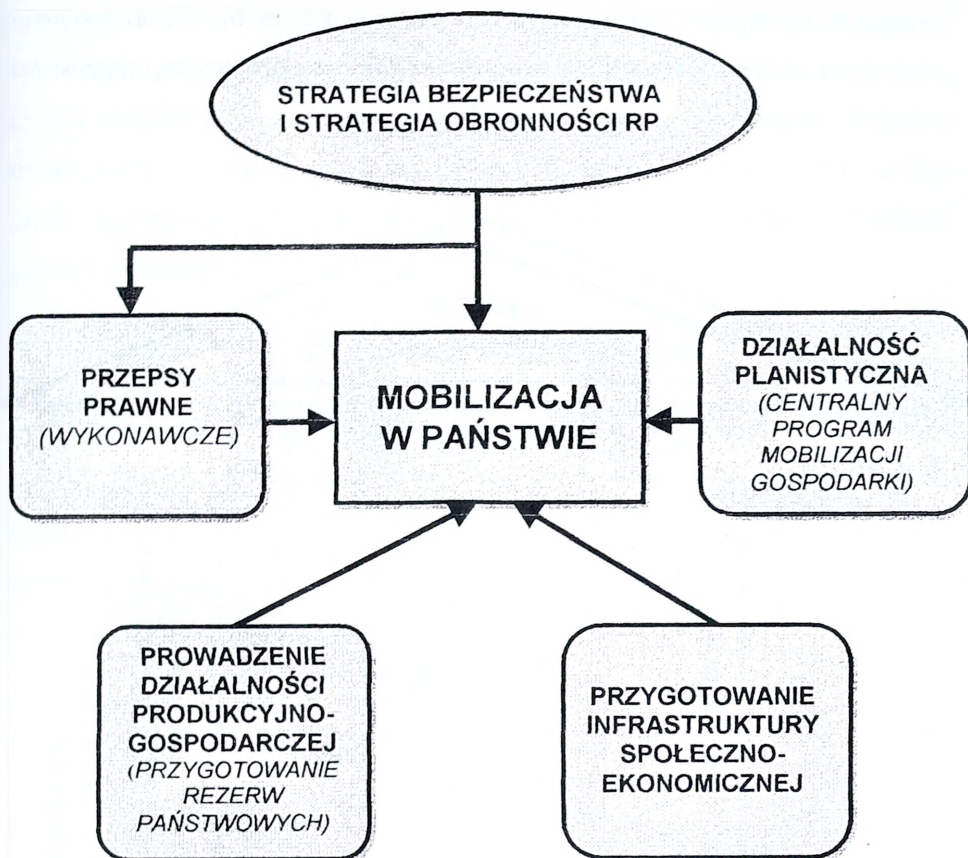 STRATEGIA BEZPIECZEŃSTWA
I STRATEGIA OBRONNOŚCI RP
PRZEPSY
PRAWNE
(WYKONAWCZE)
MOBILIZACJA
W PAŃSTWIE
DZIAŁALNOŚĆ
PLANISTYCZNA
(CENTRALNY
PROGRAM
MOBILIZACJI
GOSPODARKI)
PROWADZENIE
DZIAŁALNOŚCI
PRODUKCYJNO-
GOSPODARCZEJ
(PRZYGOTOWANIE
REZERW
PAŃSTWOWYCH)
PRZYGOTOWANIE
INFRASTRUKTURY
SPOŁECZNO-
EKONOMICZNEJ